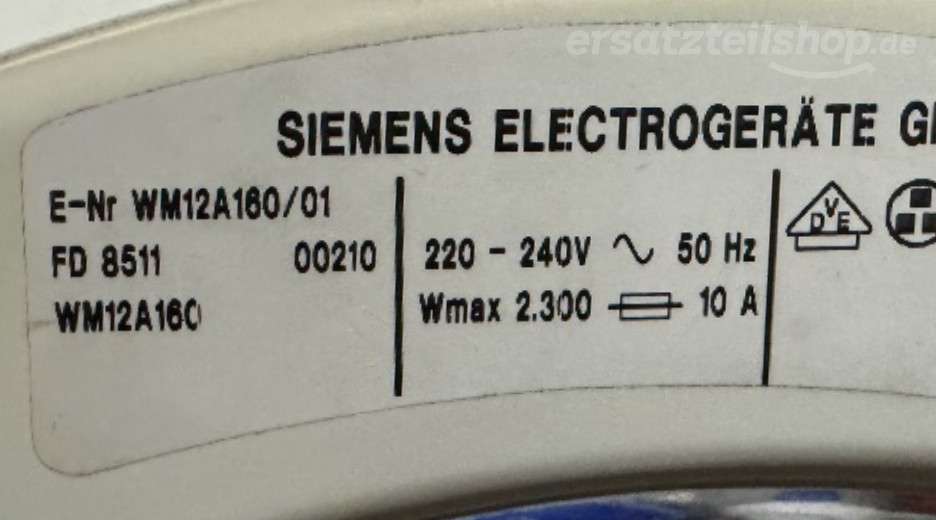 ersatzteilshop.de
SIEMENS ELECTROGERÄTE
E-Nr WM12A160/01
FD 8511 00210
WM12A160
220 - 240V ∿ 50 Hz
Wmax 2.300 10 A
DVE